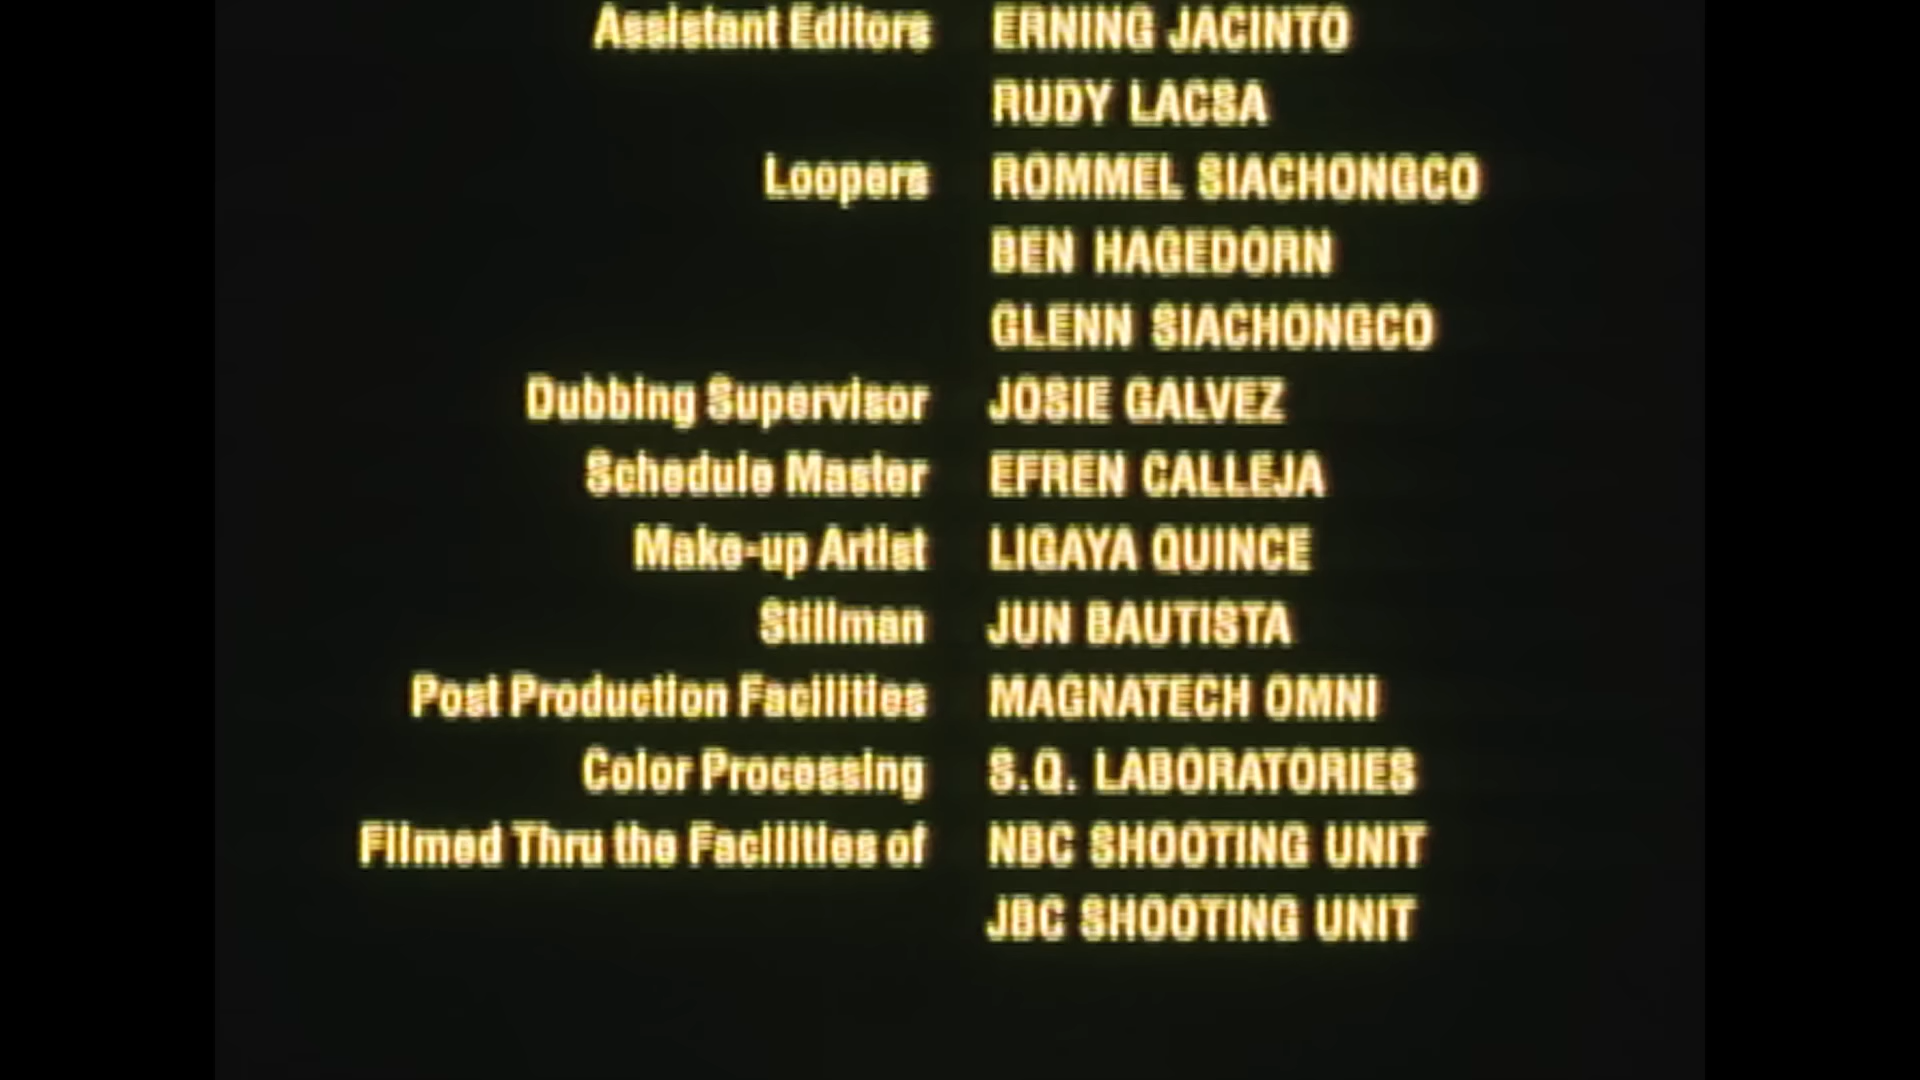 Assistant Editors ERNING JACINTO
RUDY LACSA
Loopers ROMMEL SIACHONGCO
BEN HAGEDORN
GLENN SIACHONGCO
Dubbing Supervisor JOSIE GALVEZ
Schedule Master EFREN CALLEJA
Make-up Artist LIGAYA QUINCE
Stillman JUN BAUTISTA
Post Production Facilities MAGNATECH OMNI
Color Processing S.Q. LABORATORIES
Filmed Thru the Facilities of NBC SHOOTING UNIT
JBC SHOOTING UNIT